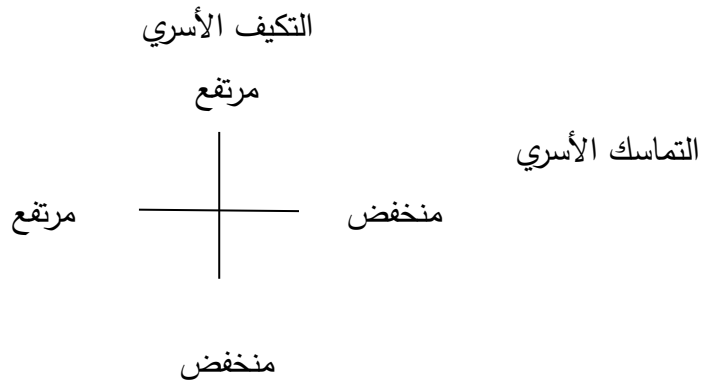 التكيف الأسري
مرتفع
التماسك الأسري
منخفض
مرتفع
منخفض